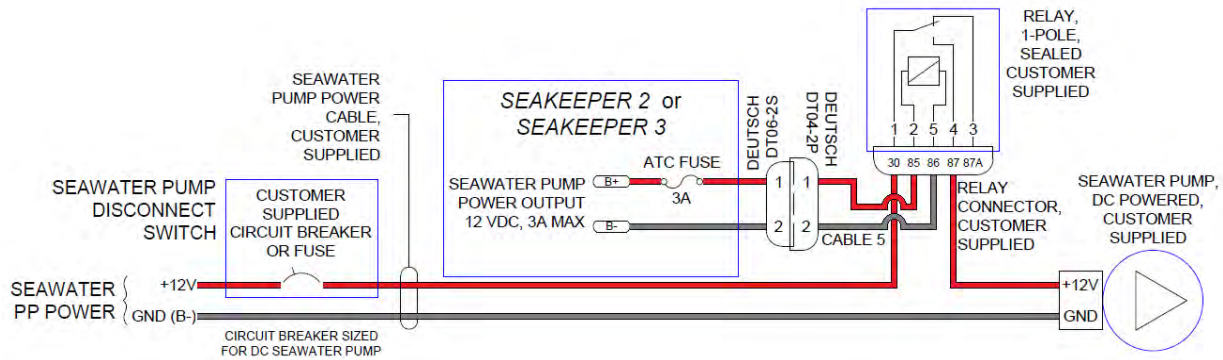 SEAWATER
PUMP POWER
CABLE,
CUSTOMER
SUPPLIED
SEAKEEPER 2 or
SEAKEEPER 3
SEAWATER PUMP
POWER OUTPUT
12 VDC, 3A MAX
B+
B-
ATC FUSE
3A
DEUTSCH
DT06-2S
DEUTSCH
DT04-2P
1
1
2
2
CABLE 5
RELAY,
1-POLE,
SEALED
CUSTOMER
SUPPLIED
1 2 5 4 3
30 85 86 87 87A
RELAY
CONNECTOR,
CUSTOMER
SUPPLIED
SEAWATER PUMP,
DC POWERED,
CUSTOMER
SUPPLIED
+12V
GND
SEAWATER PUMP
DISCONNECT
SWITCH
CUSTOMER
SUPPLIED
CIRCUIT BREAKER
OR FUSE
SEAWATER
PP POWER
+12V
GND (B-)
CIRCUIT BREAKER SIZED
FOR DC SEAWATER PUMP